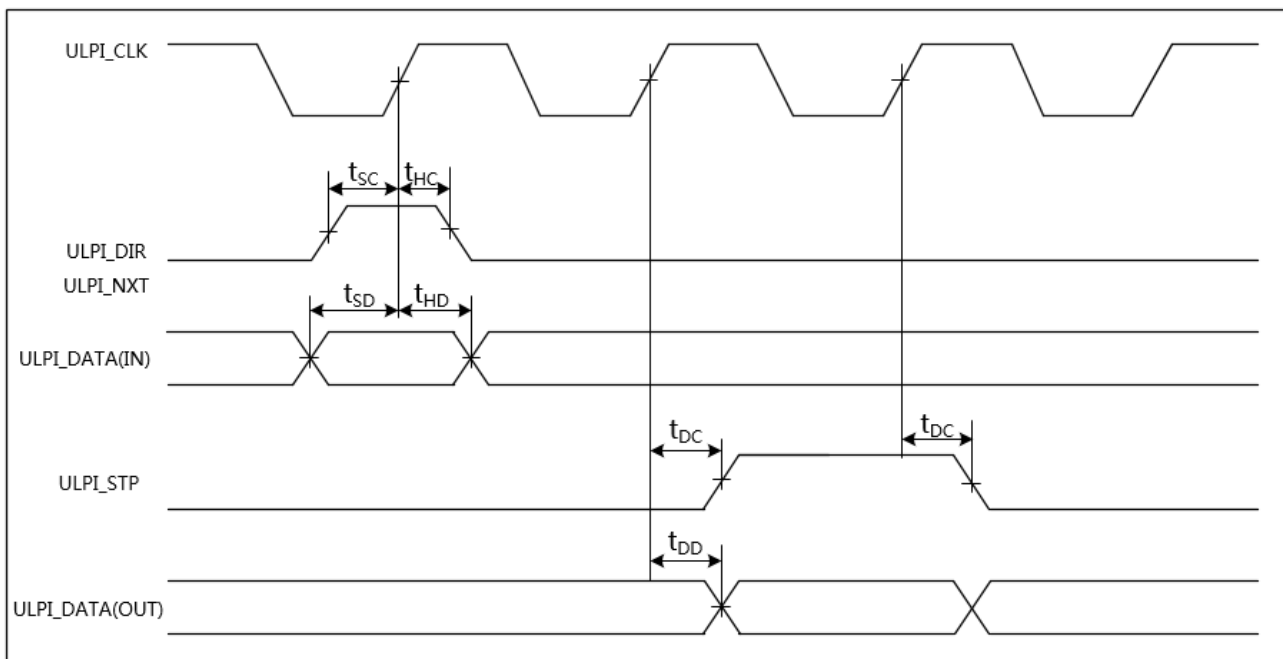 ULPI_CLK
tSC tHC
ULPI_DIR
ULPI_NXT
tSD tHD
ULPI_DATA(IN)
tDC tDC
ULPI_STP
tDD
ULPI_DATA(OUT)